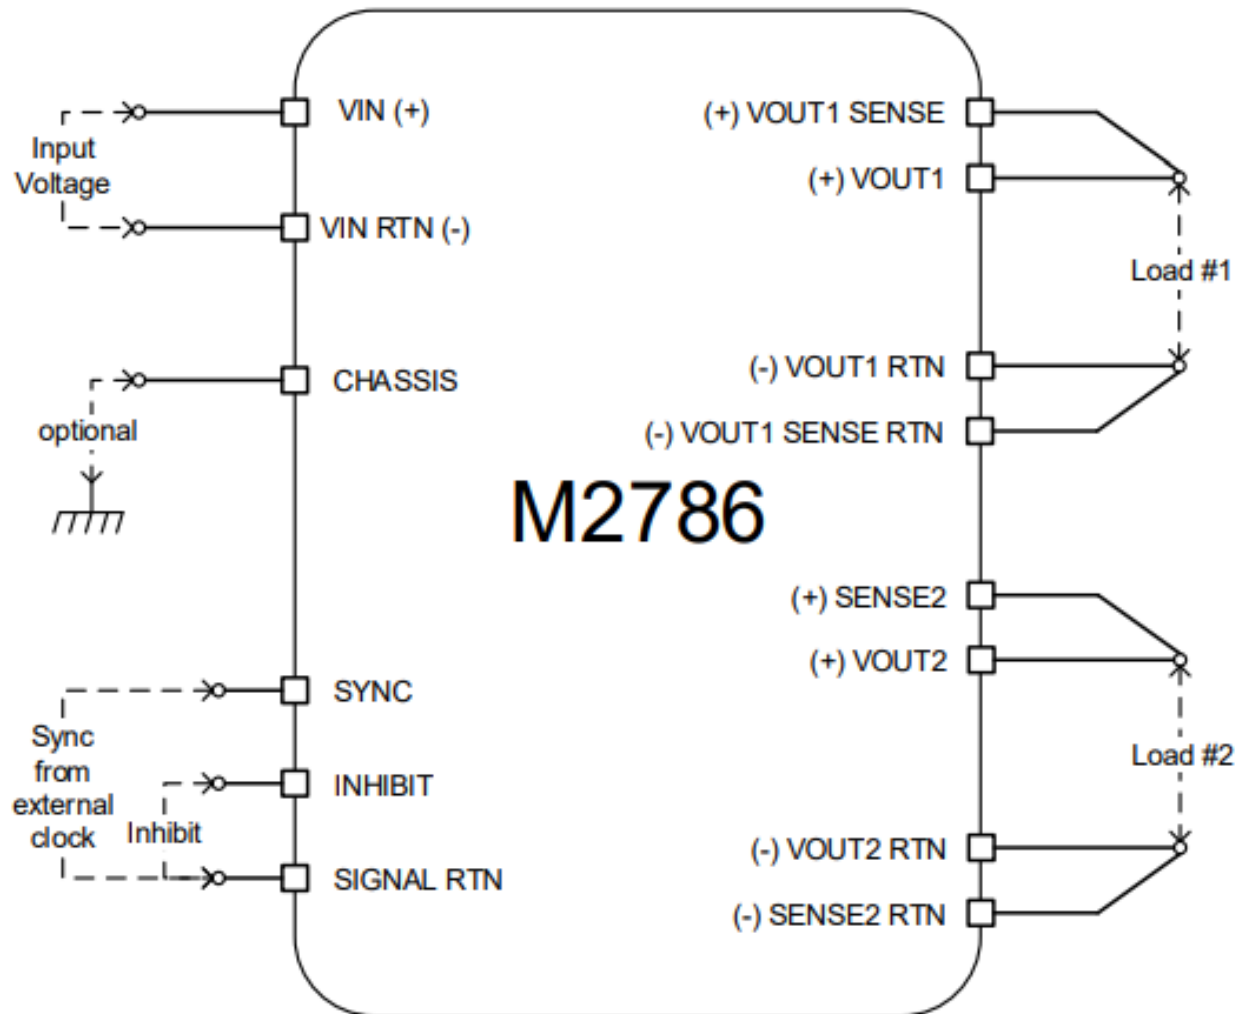 VIN (+)
Input
Voltage
VIN RTN (-)
CHASSIS
optional
SYNC
Sync
from
external
clock
INHIBIT
Inhibit
SIGNAL RTN
M2786
(+) VOUT1 SENSE
(+) VOUT1
Load #1
(-) VOUT1 RTN
(-) VOUT1 SENSE RTN
(+) SENSE2
(+) VOUT2
Load #2
(-) VOUT2 RTN
(-) SENSE2 RTN